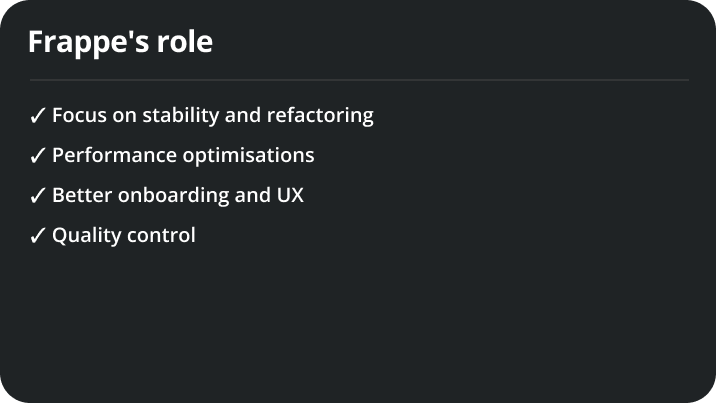 Frappe's role
✓ Focus on stability and refactoring
✓ Performance optimisations
✓ Better onboarding and UX
✓ Quality control